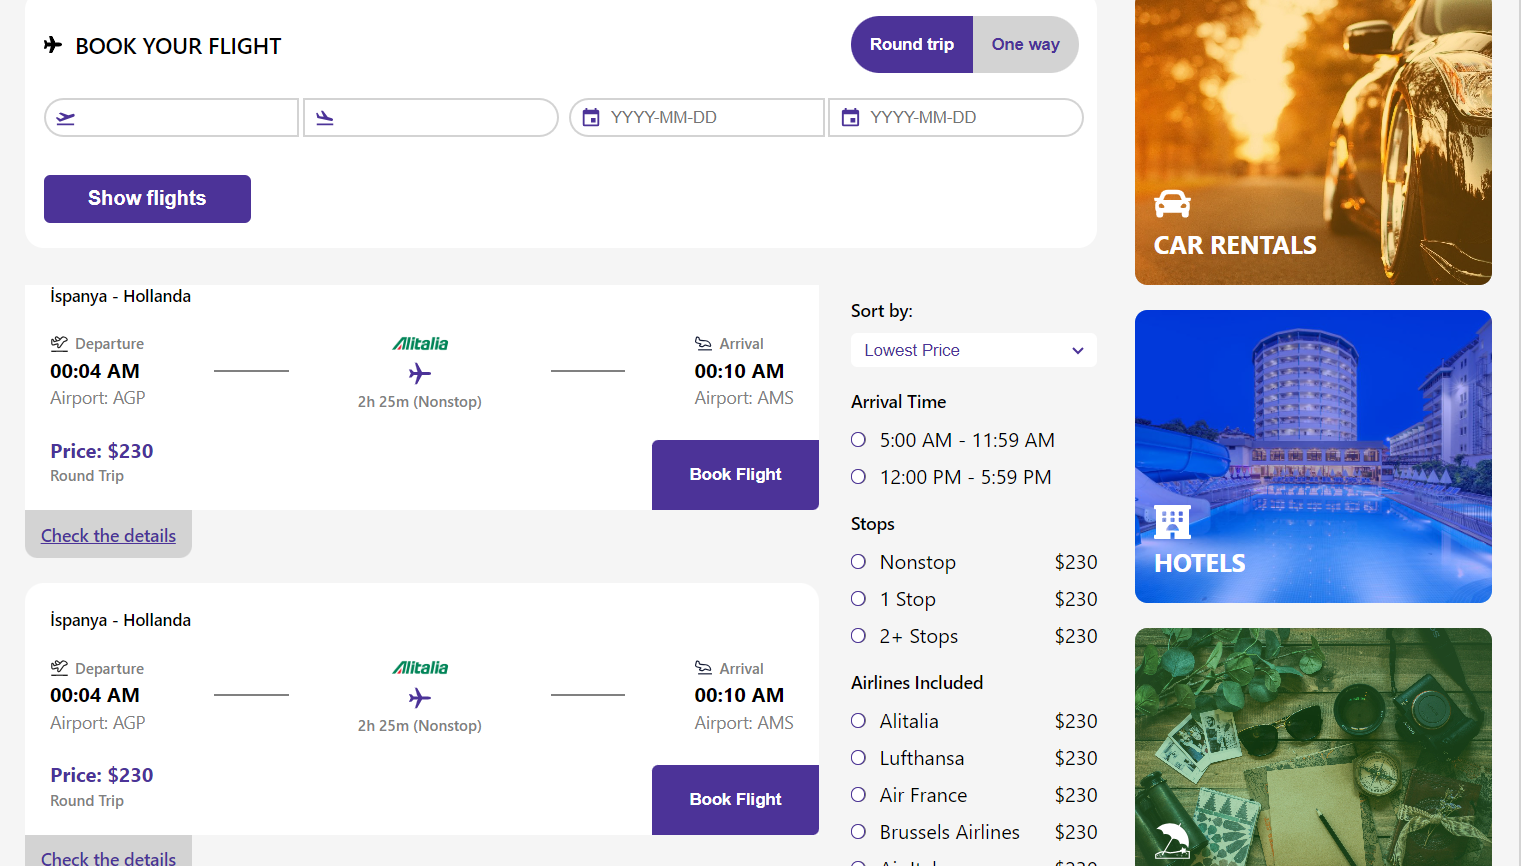 BOOK YOUR FLIGHT
Round trip
One way
YYYY-MM-DD
YYYY-MM-DD
Show flights
İspanya - Hollanda
Departure
00:04 AM
Airport: AGP
Alitalia
2h 25m (Nonstop)
Arrival
00:10 AM
Airport: AMS
Price: $230
Round Trip
Book Flight
Check the details
İspanya - Hollanda
Departure
00:04 AM
Airport: AGP
Alitalia
2h 25m (Nonstop)
Arrival
00:10 AM
Airport: AMS
Price: $230
Round Trip
Book Flight
Check the details
Sort by:
Lowest Price
Arrival Time
5:00 AM - 11:59 AM
12:00 PM - 5:59 PM
Stops
Nonstop $230
1 Stop $230
2+ Stops $230
Airlines Included
Alitalia $230
Lufthansa $230
Air France $230
Brussels Airlines $230
CAR RENTALS
HOTELS